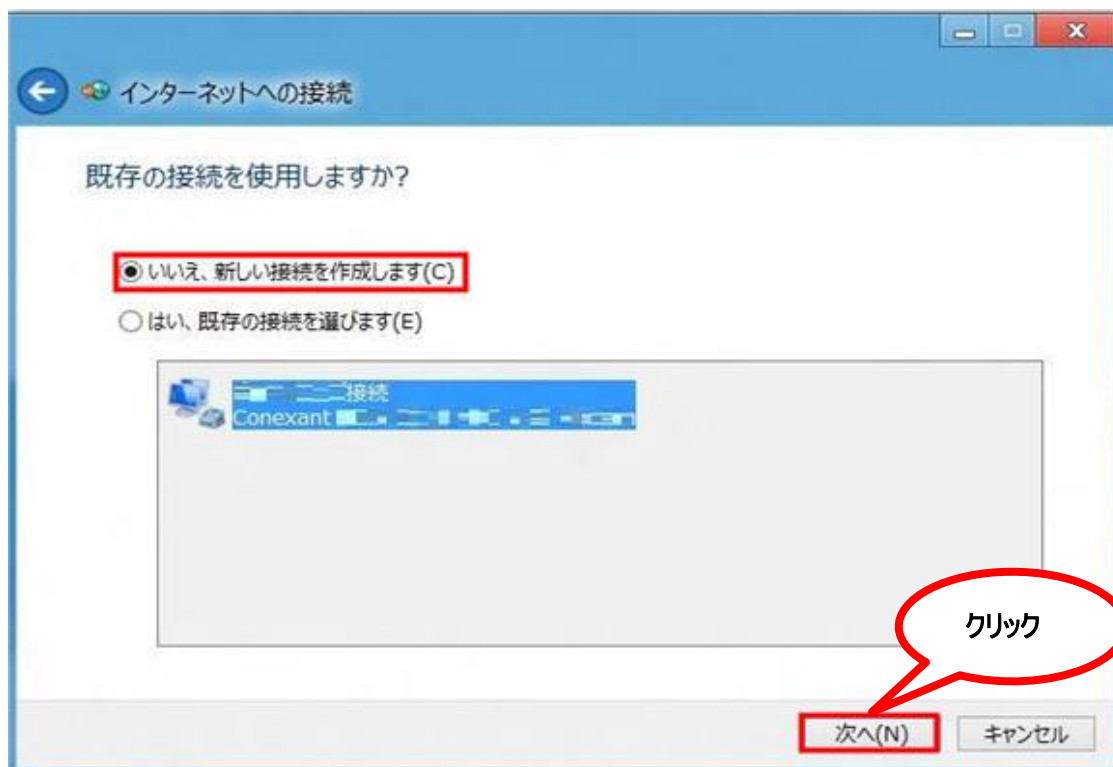 インターネットへの接続
既存の接続を使用しますか?
いいえ、新しい接続を作成します(C)
はい、既存の接続を選びます(E)
接続
Conexant
クリック
次へ(N)
キャンセル